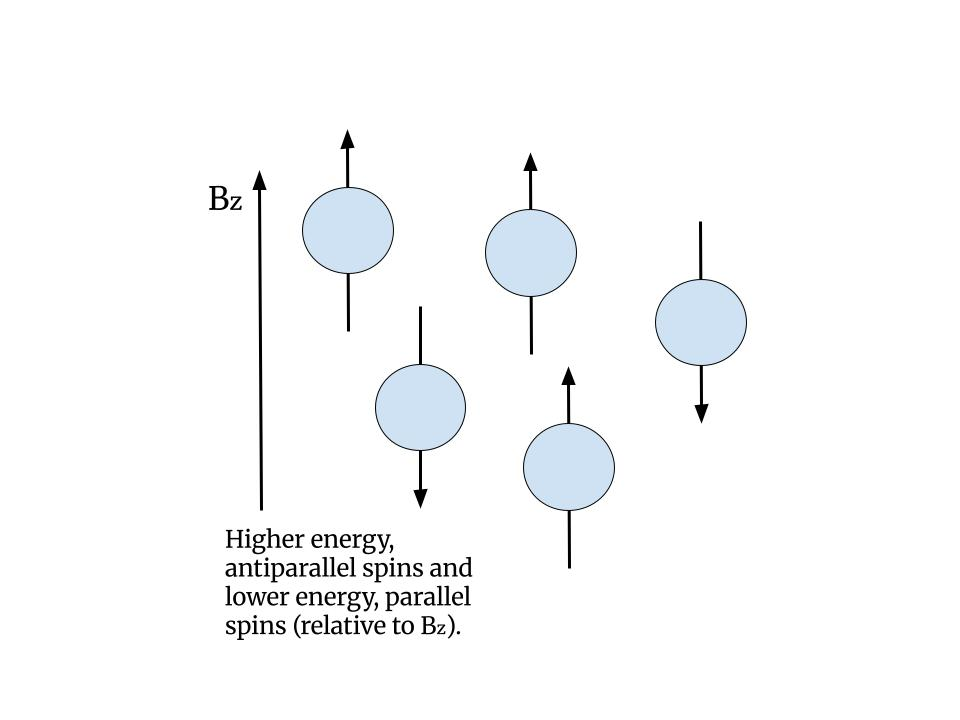 Bz
Higher energy,
antiparallel spins and
lower energy, parallel
spins (relative to Bz).